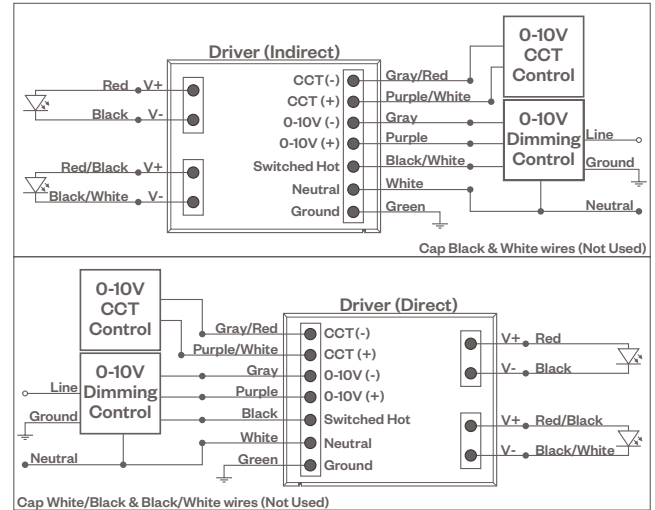 Driver (Indirect)
Red V+
Black V-
Red/Black V+
Black/White V-
CCT(-) Gray/Red
CCT (+) Purple/White
0-10V (-) Gray
0-10V (+) Purple
Switched Hot Black/White
Neutral White
Ground Green
0-10V
CCT
Control
0-10V
Dimming
Control
Line
Ground
Neutral
Cap Black & White wires (Not Used)
0-10V
CCT
Control
0-10V
Dimming
Control
Line
Ground
Neutral
Driver (Direct)
Gray/Red CCT(-)
Purple/White CCT (+)
Gray 0-10V (-)
Purple 0-10V (+)
Black Switched Hot
White Neutral
Green Ground
V+ Red
V- Black
V+ Red/Black
V- Black/White
Cap White/Black & Black/White wires (Not Used)